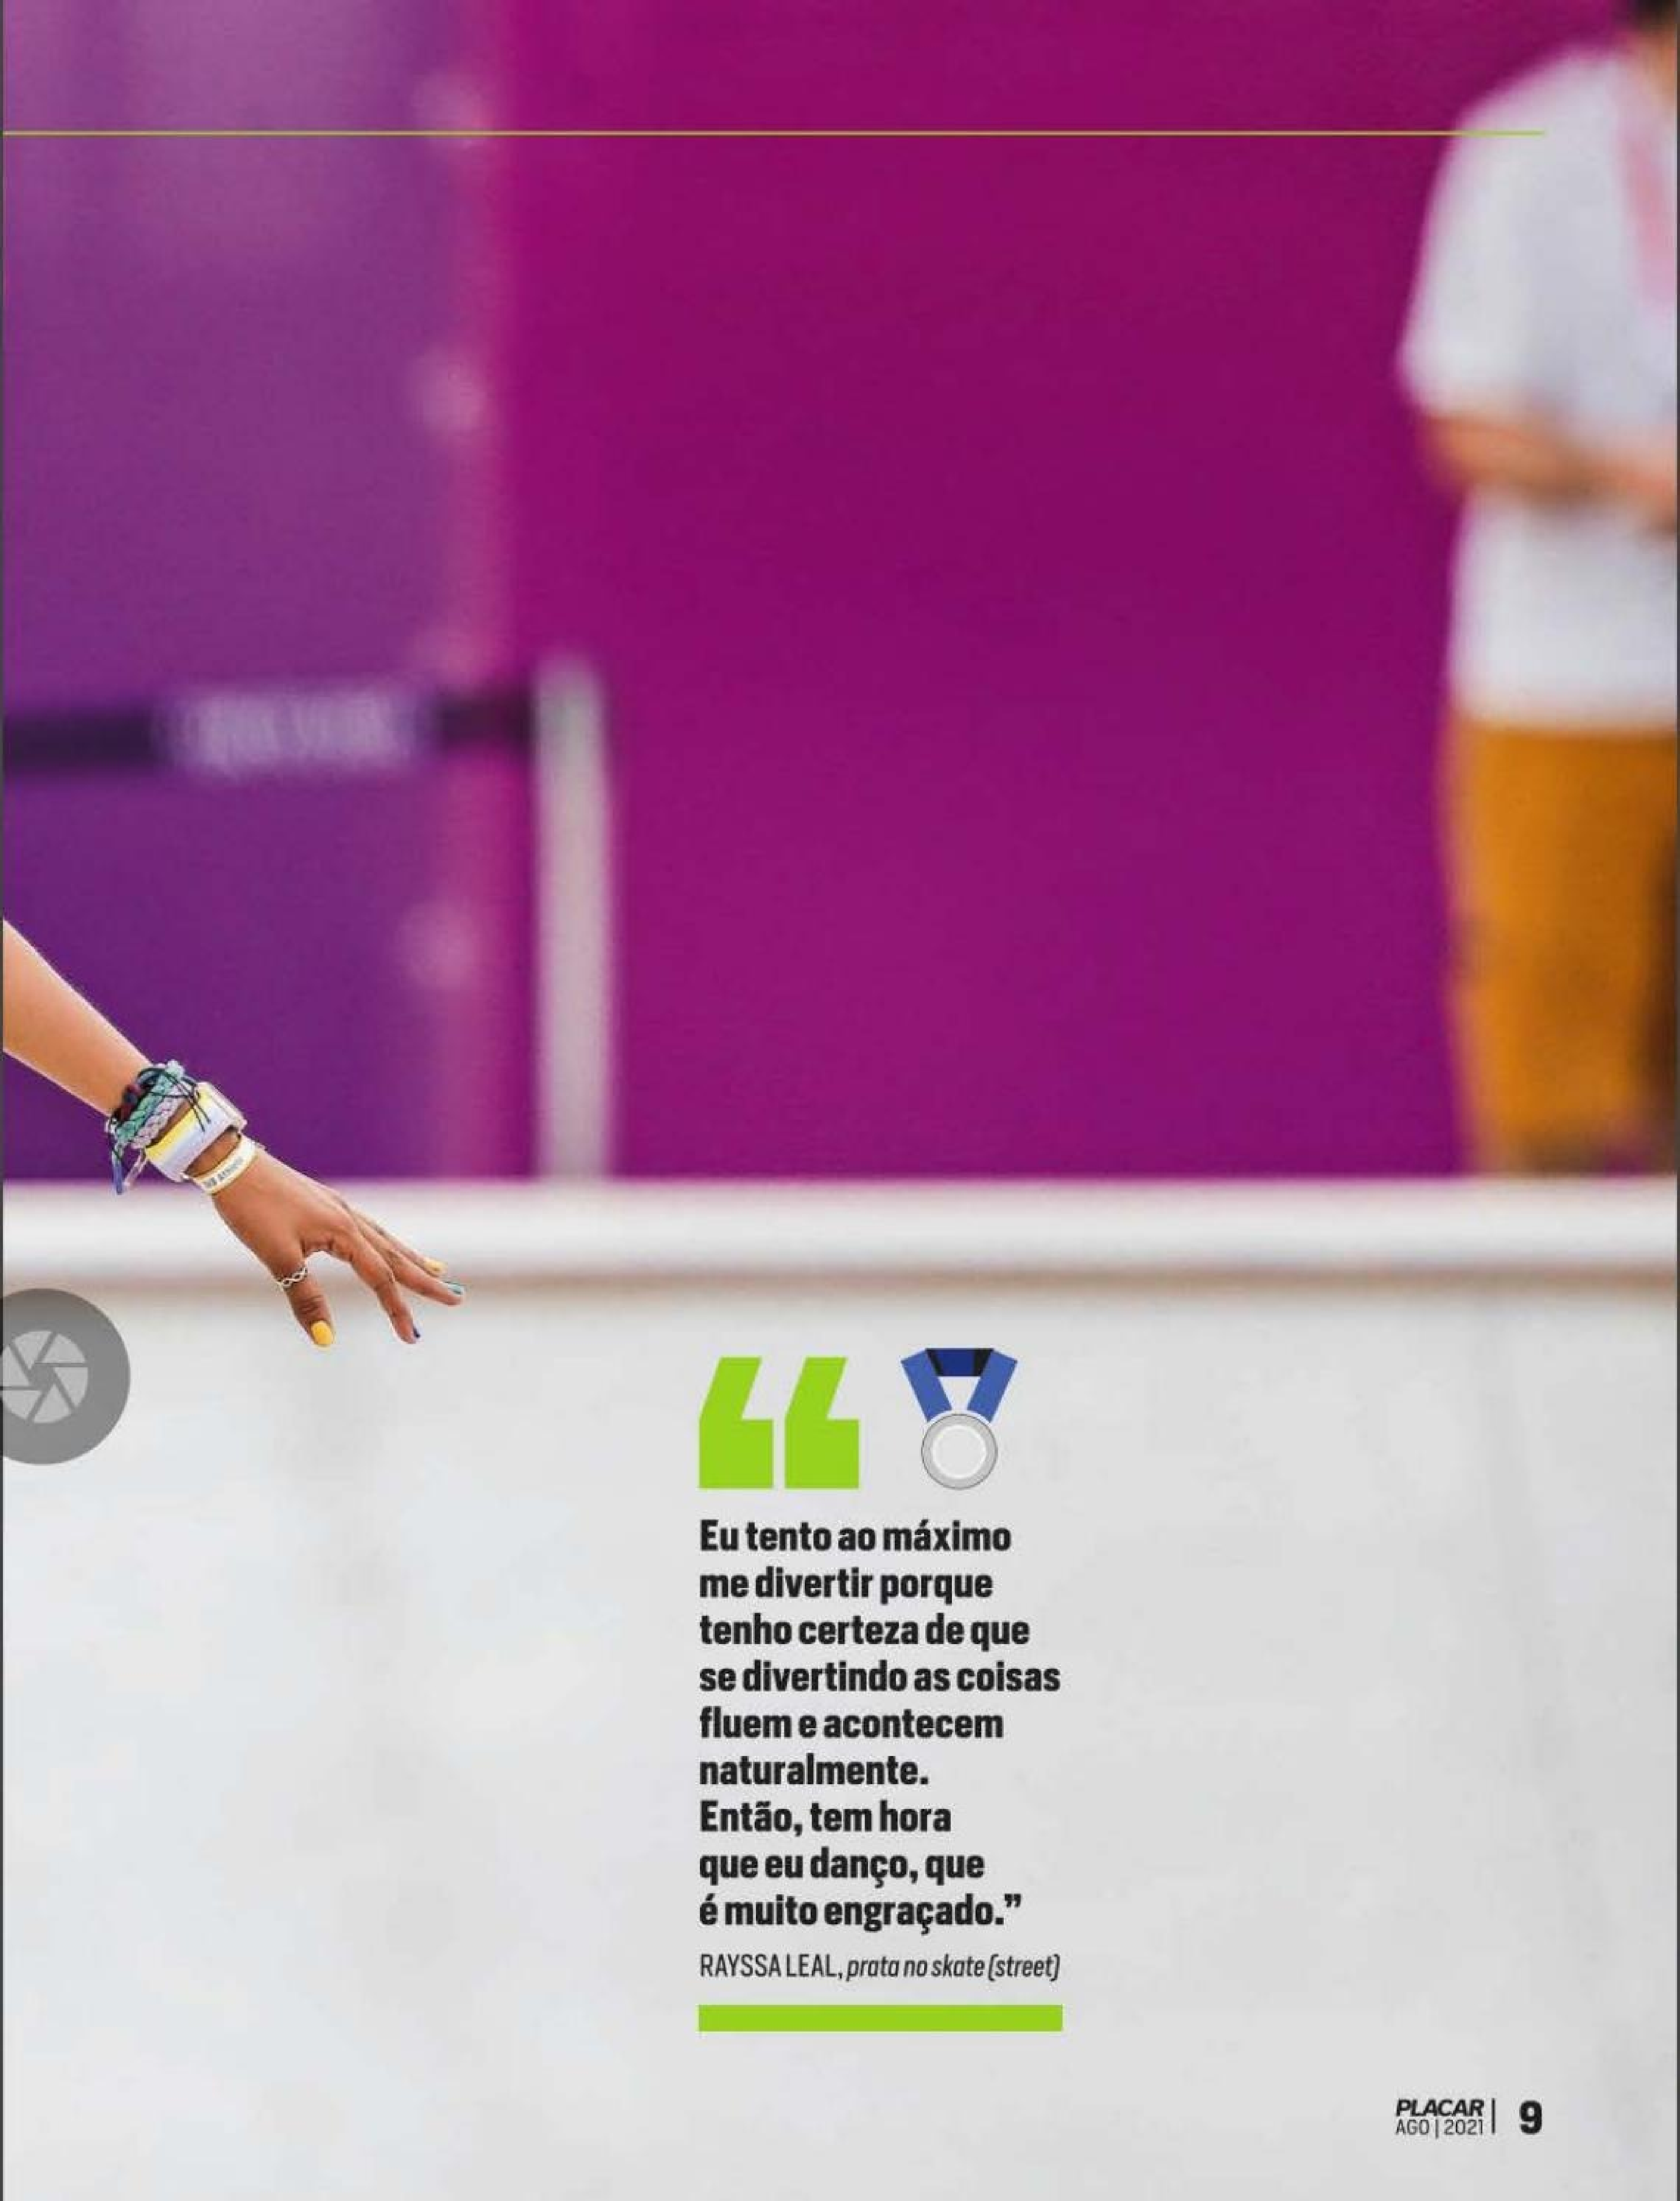 Eu tento ao máximo
me divertir porque
tenho certeza de que
se divertindo as coisas
fluem e acontecem
naturalmente.
Então, tem hora
que eu danço, que
é muito engraçado.”
RAYSSA LEAL, prata no skate (street)
PLACAR
AGO | 2021 | 9